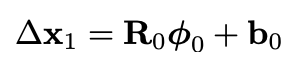 Δ𝐱₁ = 𝐑₀𝛟₀ + 𝐛₀